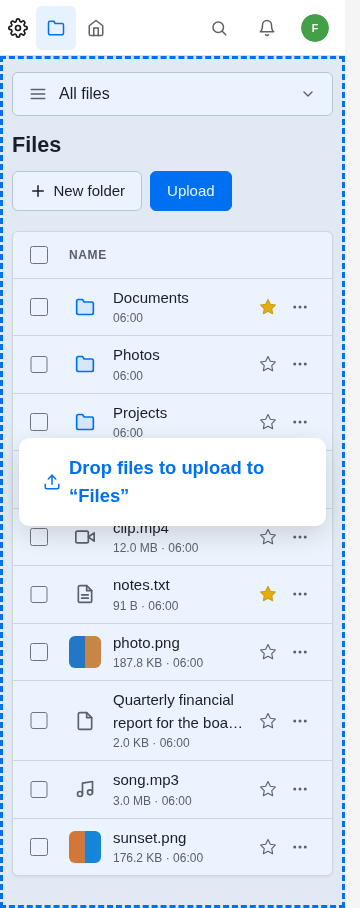 F
All files
Files
New folder
Upload
NAME
Documents
06:00
Photos
06:00
Projects
06:00
Drop files to upload to
“Files”
clip.mp4
12.0 MB · 06:00
notes.txt
91 B · 06:00
photo.png
187.8 KB · 06:00
Quarterly financial
report for the boa…
2.0 KB · 06:00
song.mp3
3.0 MB · 06:00
sunset.png
176.2 KB · 06:00